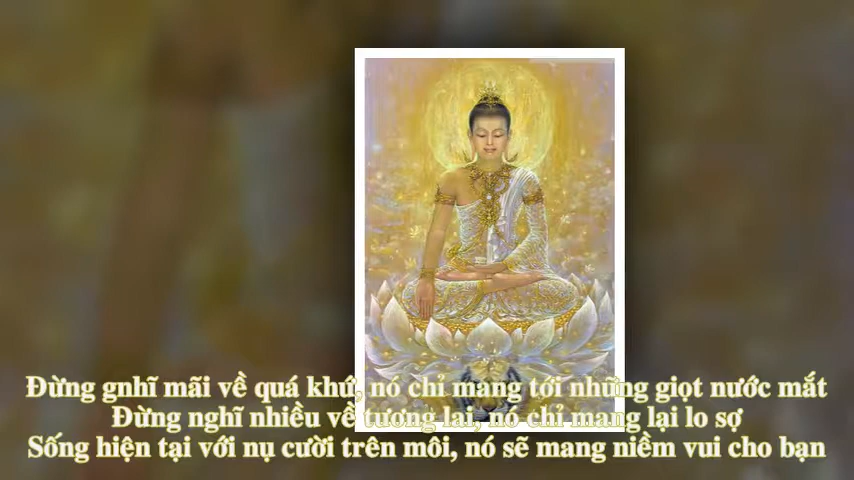 Đừng gnhĩ mãi về quá khứ, nó chỉ mang tới những giọt nước mắt
Đừng nghĩ nhiều về tương lai, nó chỉ mang lại lo sợ
Sống hiện tại với nụ cười trên môi, nó sẽ mang niềm vui cho bạn